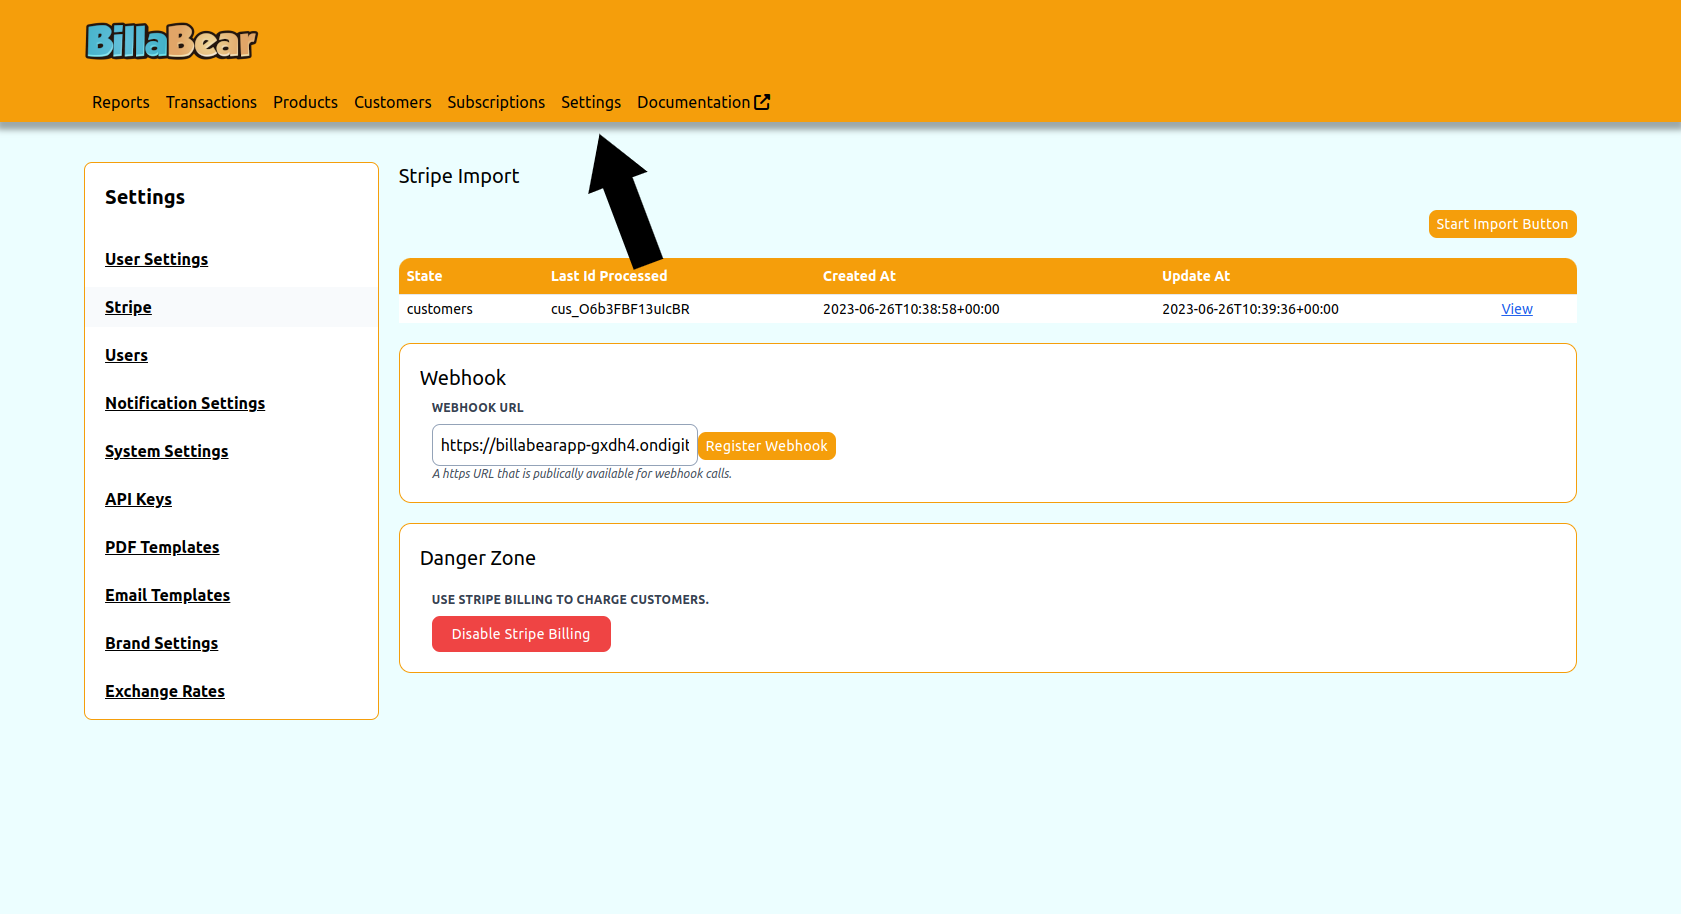 BillaBear
Reports Transactions Products Customers Subscriptions Settings Documentation
Settings
User Settings
Stripe
Users
Notification Settings
System Settings
API Keys
PDF Templates
Email Templates
Brand Settings
Exchange Rates
Stripe Import
Start Import Button
State Last Id Processed Created At Update At
customers cus_O6b3FBF13uIcBR 2023-06-26T10:38:58+00:00 2023-06-26T10:39:36+00:00 View
Webhook
WEBHOOK URL
https://billabearapp-gxdh4.ondigit Register Webhook
A https URL that is publically available for webhook calls.
Danger Zone
USE STRIPE BILLING TO CHARGE CUSTOMERS.
Disable Stripe Billing